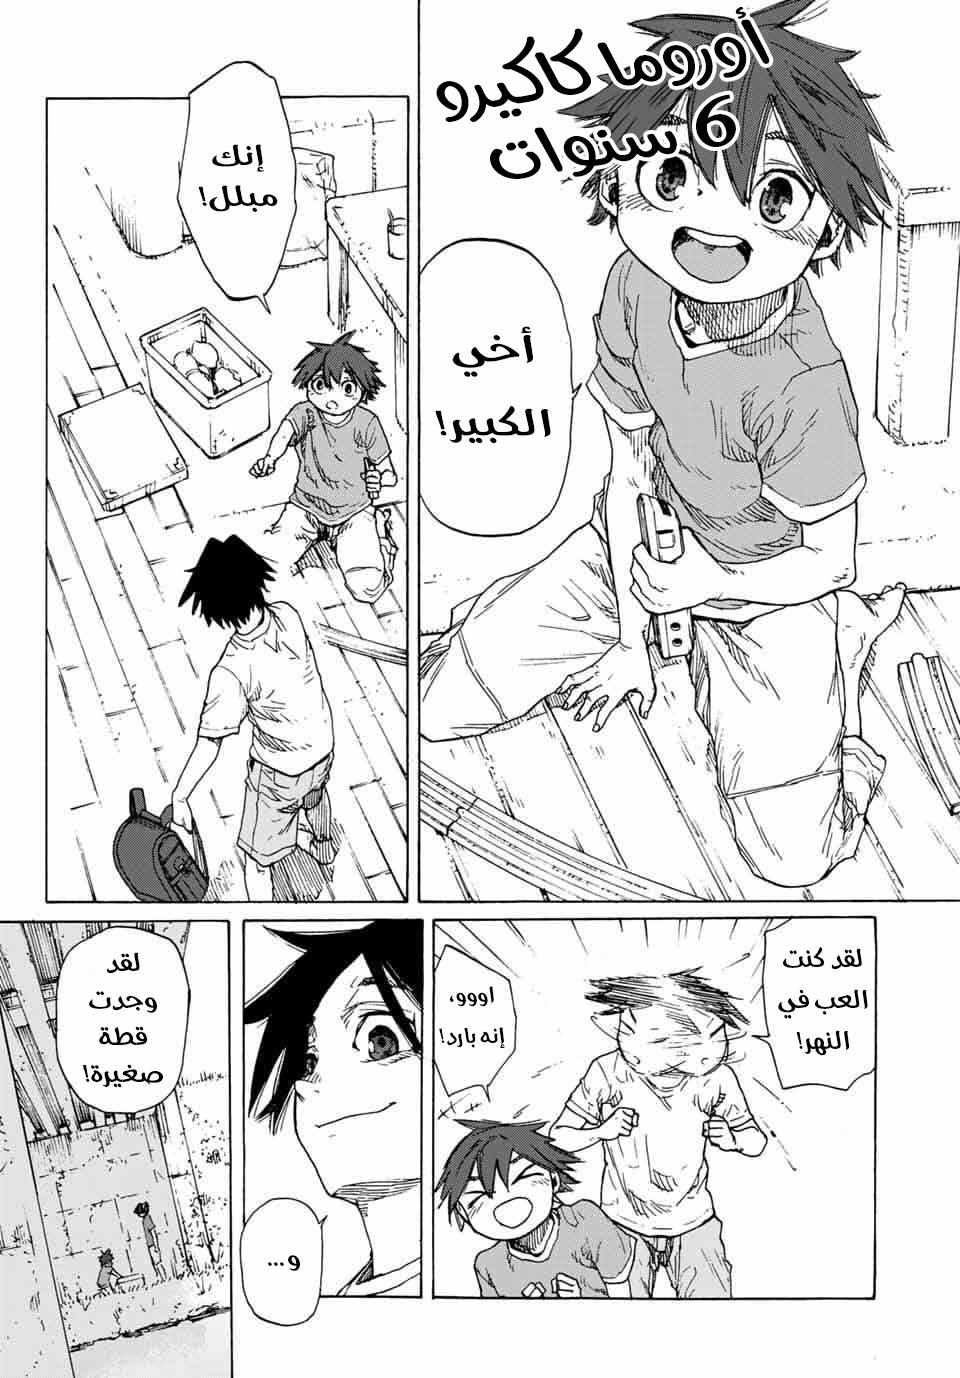 أوروما كاكيرو
6 سنوات
أخي
الكبير!
إنك
مبلل!
لقد كنت
العب في
النهر!
اووو،
إنه بارد!
و...
لقد
وجدت
قطة
صغيرة!